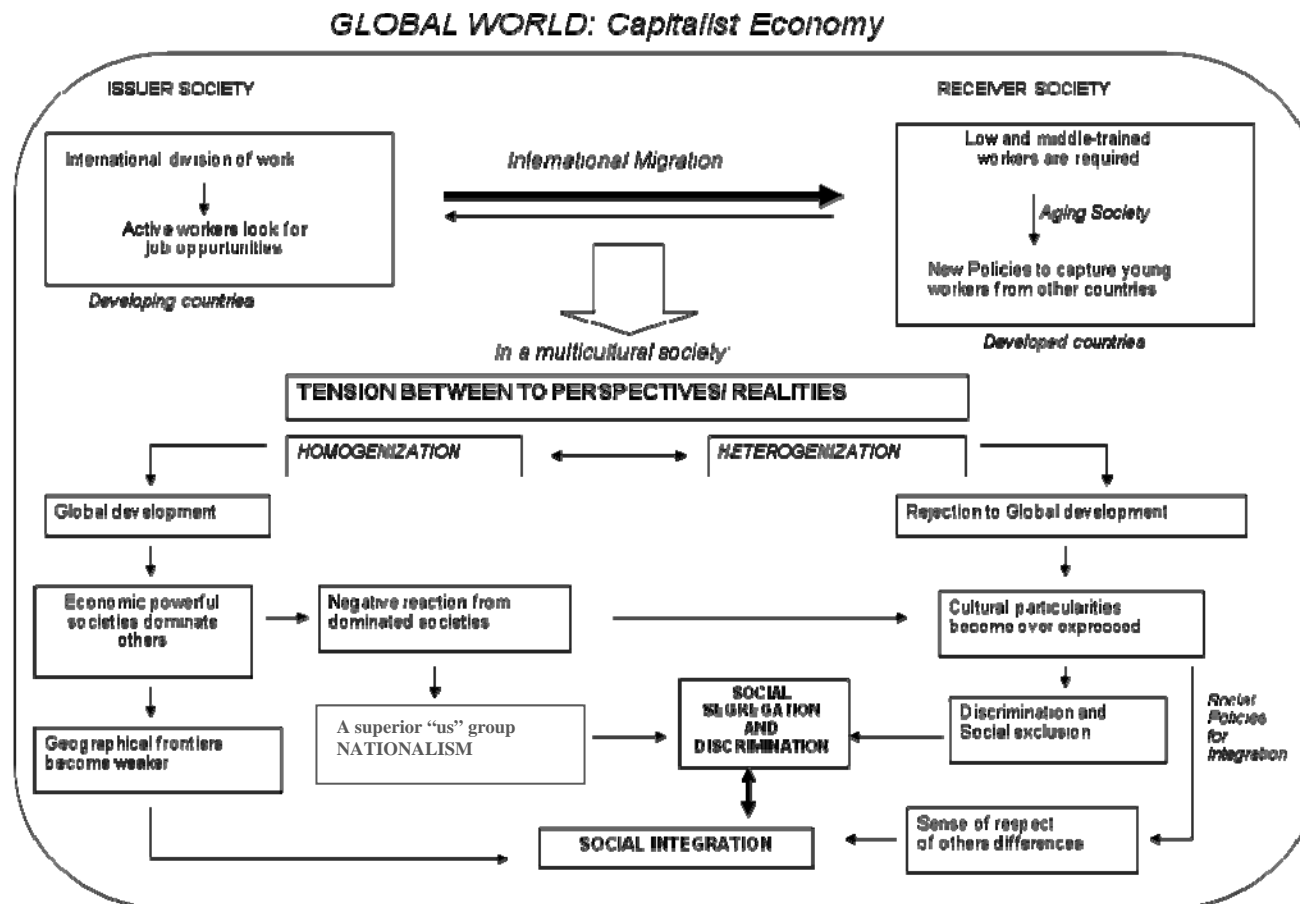 GLOBAL WORLD: Capitalist Economy
ISSUER SOCIETY
RECEIVER SOCIETY
International division of work
Active workers look for
job opportunities
Developing countries
International Migration
Low and middle-trained
workers are required
Aging Society
New Policies to capture young
workers from other countries
Developed countries
In a multicultural society:
TENSION BETWEEN TO PERSPECTIVES/ REALITIES
HOMOGENIZATION
HETEROGENIZATION
Global development
Rejection to Global development
Economic powerful
societies dominate
others
Negative reaction from
dominated societies
Cultural particularities
become over expressed
Geographical frontiers
become weaker
A superior “us” group
NATIONALISM
SOCIAL
SEGREGATION
AND
DISCRIMINATION
Discrimination and
Social exclusion
Social
Policies
for
Integration
SOCIAL INTEGRATION
Sense of respect
of others differences